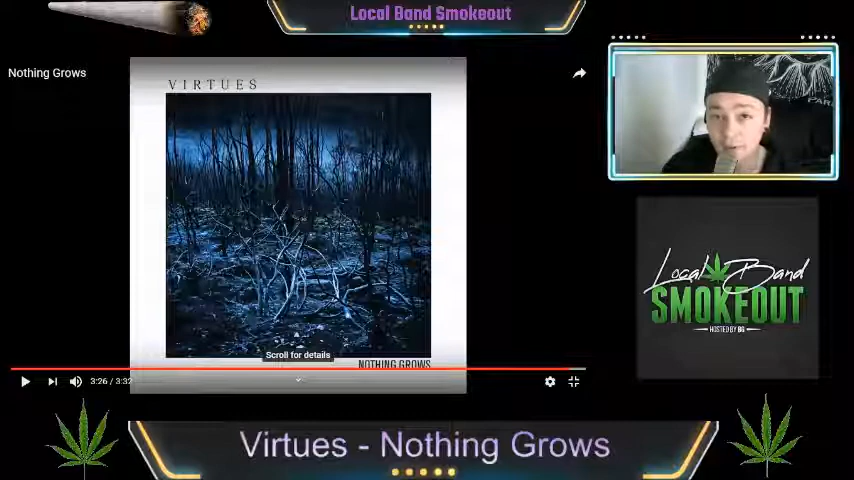 Local Band Smokeout
Nothing Grows
VIRTUES
PAR
Local Band
SMOKEOUT
HOSTED BY BG
Scroll for details
NOTHING GROWS
3:26 / 3:32
Virtues - Nothing Grows